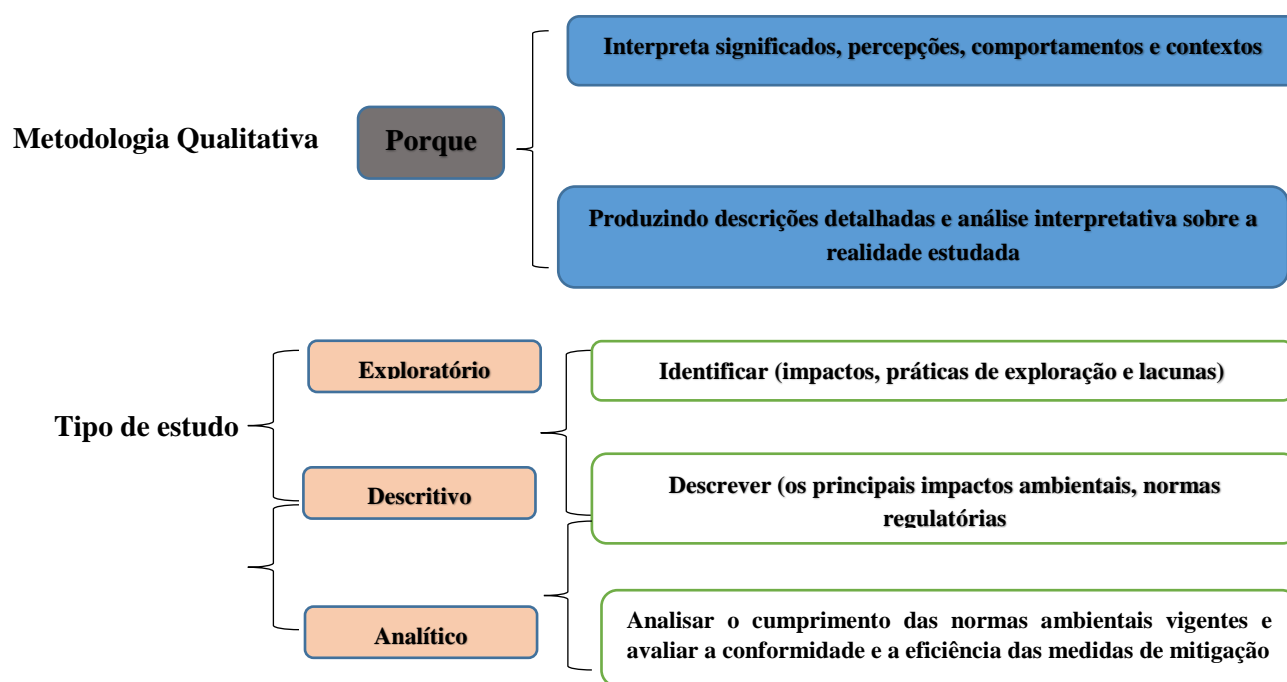 Interpreta significados, percepções, comportamentos e contextos
Metodologia Qualitativa
Porque
Produzindo descrições detalhadas e análise interpretativa sobre a
realidade estudada
Tipo de estudo
Exploratório
Identificar (impactos, práticas de exploração e lacunas)
Descritivo
Descrever (os principais impactos ambientais, normas
regulatórias
Analítico
Analisar o cumprimento das normas ambientais vigentes e
avaliar a conformidade e a eficiência das medidas de mitigação